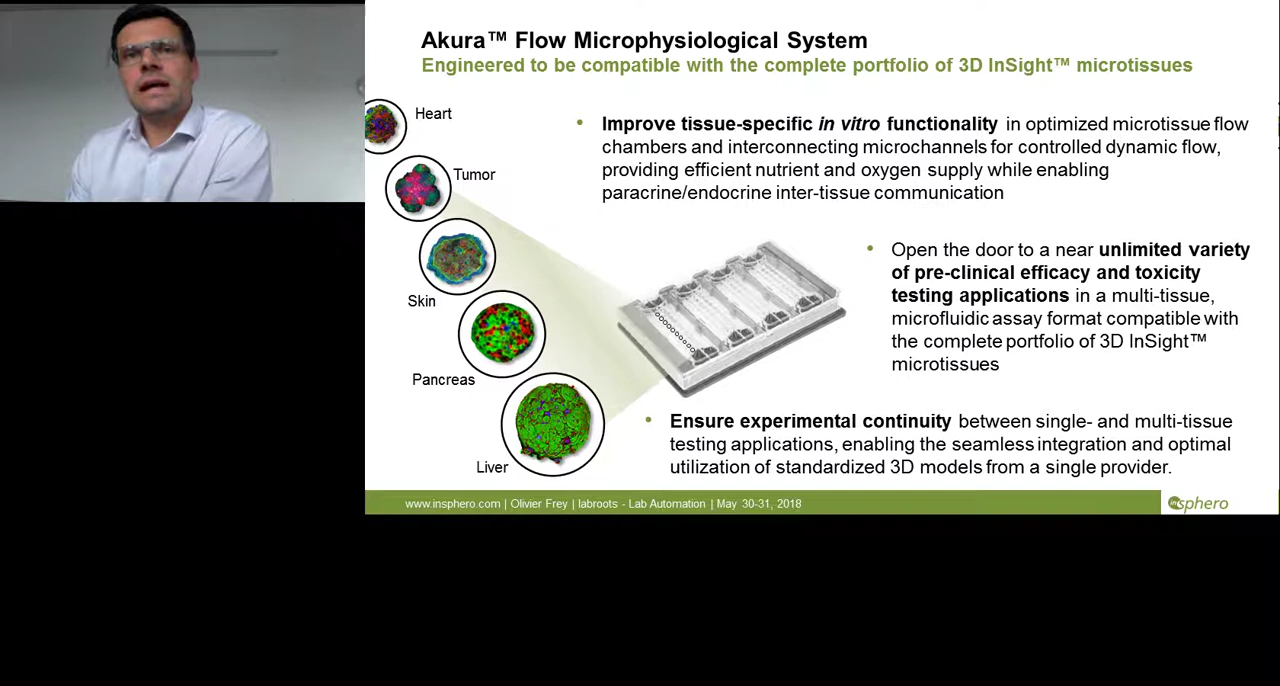 Akura™ Flow Microphysiological System
Engineered to be compatible with the complete portfolio of 3D InSight™ microtissues
Heart
Tumor
Skin
Pancreas
Liver
• Improve tissue-specific in vitro functionality in optimized microtissue flow
chambers and interconnecting microchannels for controlled dynamic flow,
providing efficient nutrient and oxygen supply while enabling
paracrine/endocrine inter-tissue communication
• Open the door to a near unlimited variety
of pre-clinical efficacy and toxicity
testing applications in a multi-tissue,
microfluidic assay format compatible with
the complete portfolio of 3D InSight™
microtissues
• Ensure experimental continuity between single- and multi-tissue
testing applications, enabling the seamless integration and optimal
utilization of standardized 3D models from a single provider.
www.insphero.com | Olivier Frey | labroots - Lab Automation | May 30-31, 2018
insphero